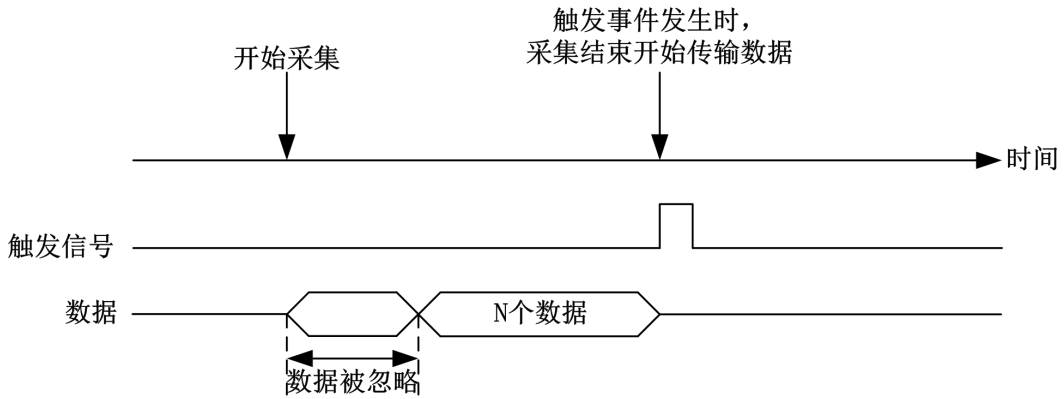 触发事件发生时，
采集结束开始传输数据
开始采集
时间
触发信号
数据
N个数据
数据被忽略